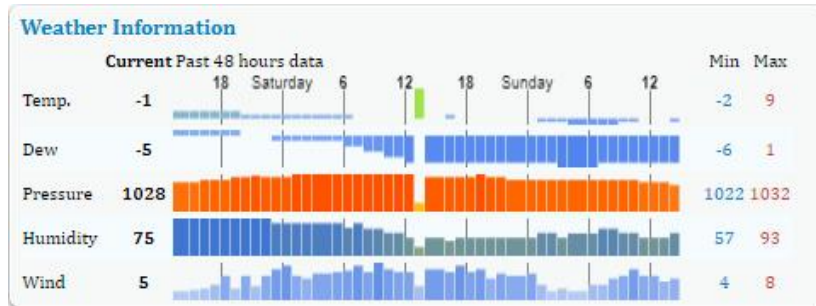 Weather Information
Current Past 48 hours data Min Max
18 Saturday 6 12 18 Sunday 6 12
Temp. -1 -2 9
Dew -5 -6 1
Pressure 1028 1022 1032
Humidity 75 57 93
Wind 5 4 8